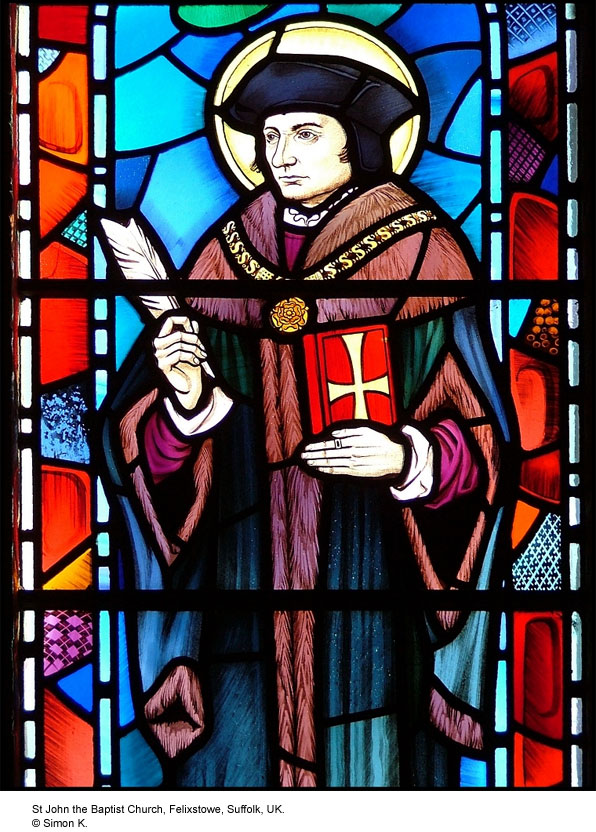 St John the Baptist Church, Felixstowe, Suffolk, UK.
© Simon K.